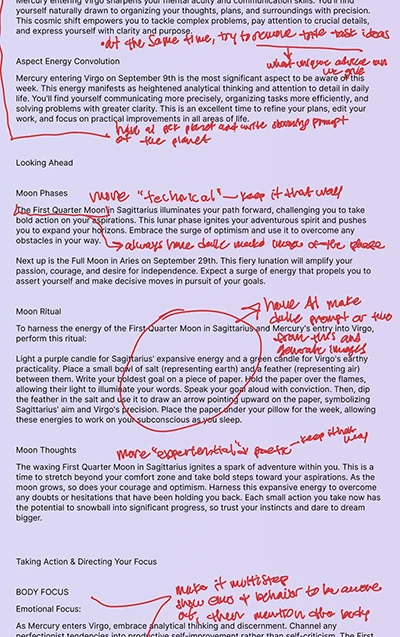 Mercury entering Virgo sharpens your mental acuity and communication skills. You'll find
yourself naturally drawn to organizing your thoughts, plans, and surroundings with precision.
This cosmic shift empowers you to tackle complex problems, pay attention to crucial details,
and express yourself with clarity and purpose.
• At the same time, try to remove trite task ideas
what unique advice can
we give
Aspect Energy Convolution
Mercury entering Virgo on September 9th is the most significant aspect to be aware of this
week. This energy manifests as heightened analytical thinking and attention to detail in daily
life. You'll find yourself communicating more precisely, organizing tasks more efficiently, and
solving problems with greater clarity. This is an excellent time to refine your plans, edit your
work, and focus on practical improvements in all areas of life.
have AI pick planet and write stunning prompt
of the planet
Looking Ahead
Moon Phases
more "technical" – keep it that way
The First Quarter Moon in Sagittarius illuminates your path forward, challenging you to take
bold action on your aspirations. This lunar phase ignites your adventurous spirit and pushes
you to expand your horizons. Embrace the surge of optimism and use it to overcome any
obstacles in your way.
always have dalle made image of the phase
Next up is the Full Moon in Aries on September 29th. This fiery lunation will amplify your
passion, courage, and desire for independence. Expect a surge of energy that propels you to
assert yourself and make decisive moves in pursuit of your goals.
Moon Ritual
have AI make
dalle prompt or two
from this and
generate images
To harness the energy of the First Quarter Moon in Sagittarius and Mercury's entry into Virgo,
perform this ritual:
Light a purple candle for Sagittarius' expansive energy and a green candle for Virgo's earthy
practicality. Place a small bowl of salt (representing earth) and a feather (representing air)
between them. Write your boldest goal on a piece of paper. Hold the paper over the flames,
allowing their light to illuminate your words. Speak your goal aloud with conviction. Then, dip
the feather in the salt and use it to draw an arrow pointing upward on the paper, symbolizing
Sagittarius' aim and Virgo's precision. Place the paper under your pillow for the week, allowing
these energies to work on your subconscious as you sleep.
Moon Thoughts
more "experiential" & poetic – keep it that way
The waxing First Quarter Moon in Sagittarius ignites a spark of adventure within you. This is a
time to stretch beyond your comfort zone and take bold steps toward your aspirations. As the
moon grows, so does your courage and optimism. Harness this expansive energy to overcome
any doubts or hesitations that have been holding you back. Each small action you take now has
the potential to snowball into significant progress, so trust your instincts and dare to dream
bigger.
Taking Action & Directing Your Focus
BODY FOCUS
make it multistep
show emo & behavior to be aware
of, then mention the body
Emotional Focus:
As Mercury enters Virgo, embrace analytical thinking and discernment. Channel any
perfectionist tendencies into productive self-improvement rather than self-criticism. The First